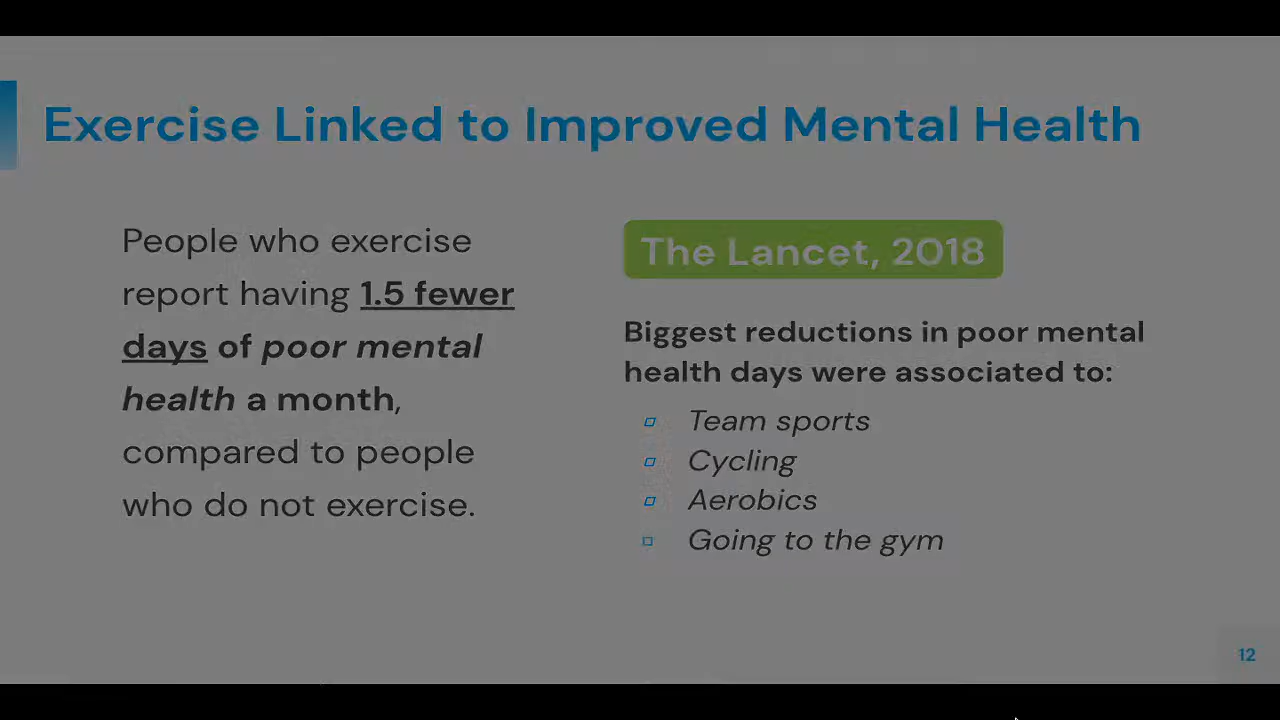 Exercise Linked to Improved Mental Health
People who exercise
report having 1.5 fewer
days of poor mental
health a month,
compared to people
who do not exercise.
The Lancet, 2018
Biggest reductions in poor mental
health days were associated to:
Team sports
Cycling
Aerobics
Going to the gym
12